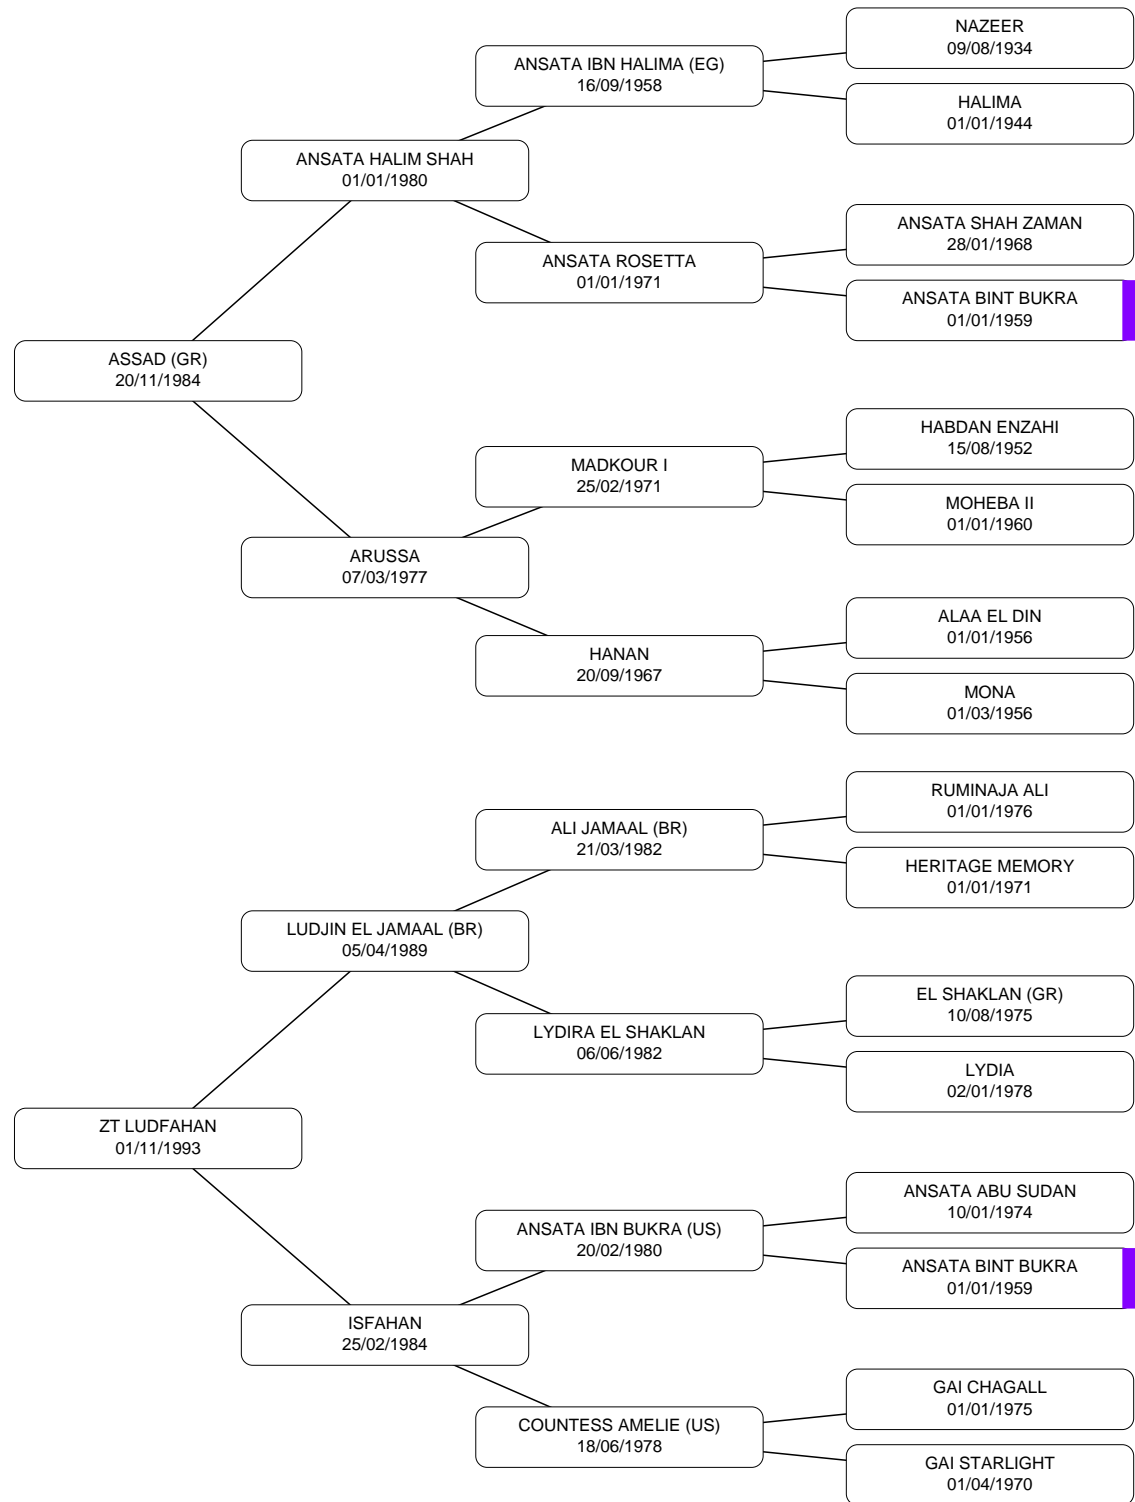 NAZEER
09/08/1934
ANSATA IBN HALIMA (EG)
16/09/1958
HALIMA
01/01/1944
ANSATA HALIM SHAH
01/01/1980
ANSATA SHAH ZAMAN
28/01/1968
ANSATA ROSETTA
01/01/1971
ANSATA BINT BUKRA
01/01/1959
ASSAD (GR)
20/11/1984
HABDAN ENZAHI
15/08/1952
MADKOUR I
25/02/1971
MOHEBA II
01/01/1960
ARUSSA
07/03/1977
ALAA EL DIN
01/01/1956
HANAN
20/09/1967
MONA
01/03/1956
RUMINAJA ALI
01/01/1976
ALI JAMAAL (BR)
21/03/1982
HERITAGE MEMORY
01/01/1971
LUDJIN EL JAMAAL (BR)
05/04/1989
EL SHAKLAN (GR)
10/08/1975
LYDIRA EL SHAKLAN
06/06/1982
LYDIA
02/01/1978
ZT LUDFAHAN
01/11/1993
ANSATA ABU SUDAN
10/01/1974
ANSATA IBN BUKRA (US)
20/02/1980
ANSATA BINT BUKRA
01/01/1959
ISFAHAN
25/02/1984
GAI CHAGALL
01/01/1975
COUNTESS AMELIE (US)
18/06/1978
GAI STARLIGHT
01/04/1970